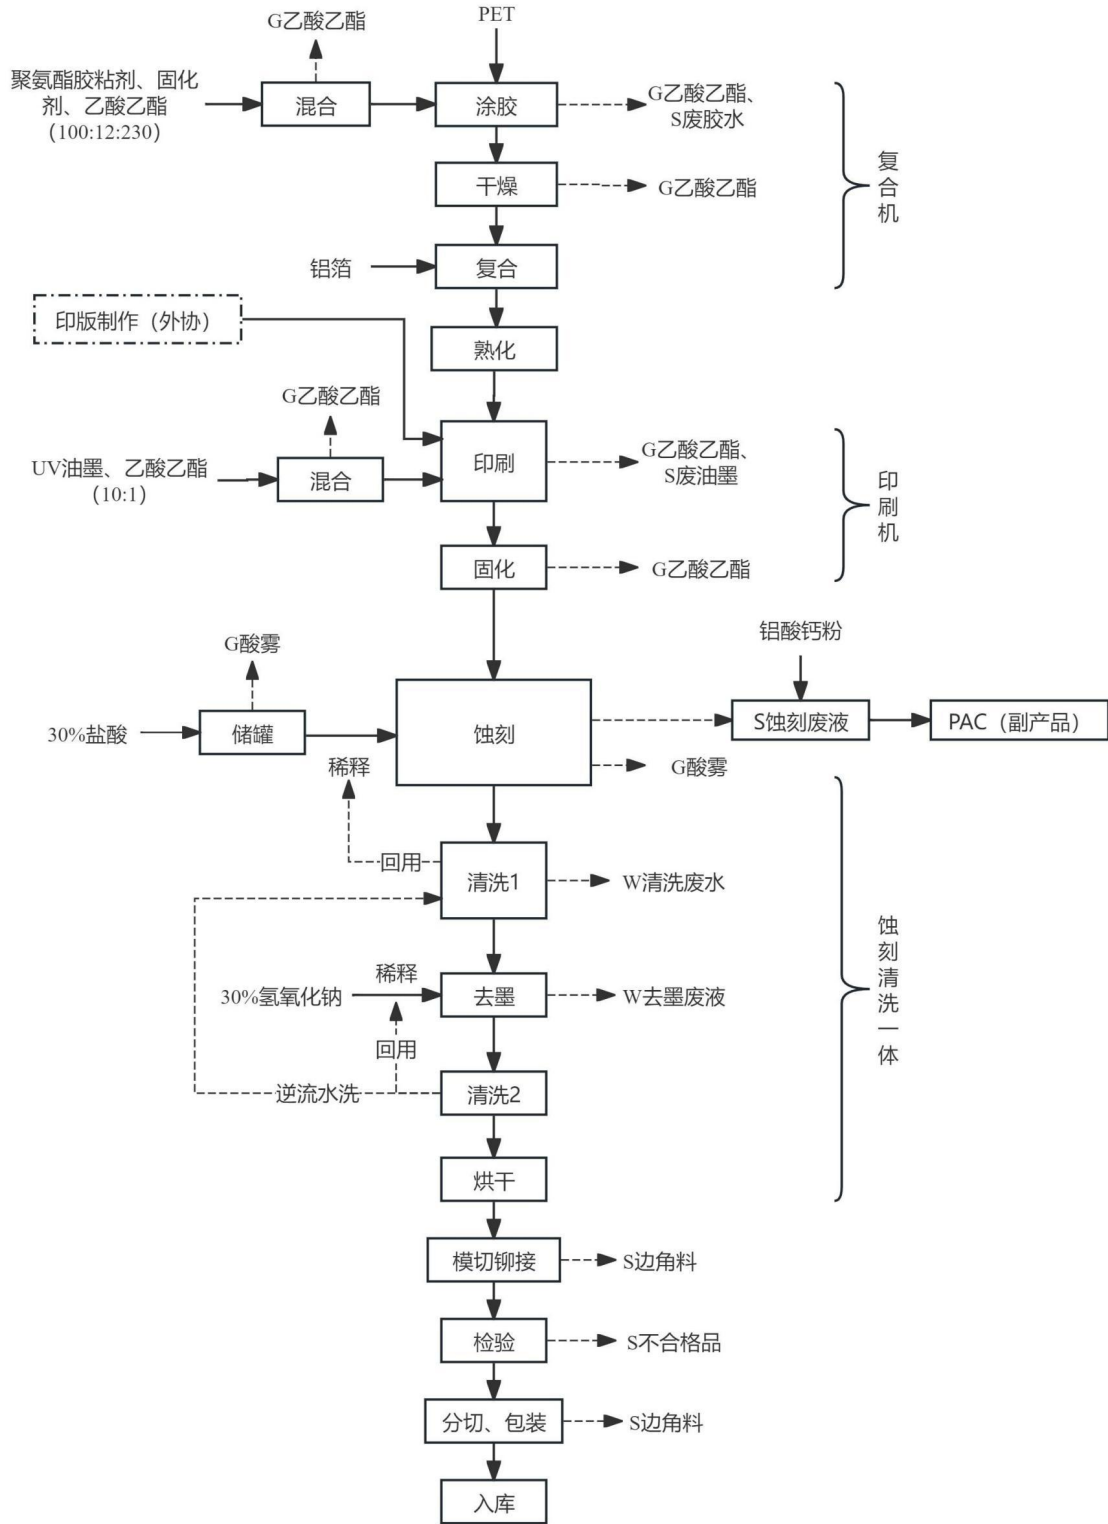 G乙酸乙酯
PET
聚氨酯胶粘剂、固化
剂、乙酸乙酯
（100:12:230）
混合
涂胶
G乙酸乙酯、
S废胶水
干燥
G乙酸乙酯
复合机
铝箔
复合
印版制作（外协）
熟化
G乙酸乙酯
UV油墨、乙酸乙酯
（10:1）
混合
印刷
G乙酸乙酯、
S废油墨
印刷机
固化
G乙酸乙酯
铝酸钙粉
G酸雾
30%盐酸
储罐
蚀刻
S蚀刻废液
PAC（副产品）
G酸雾
稀释
回用
清洗1
W清洗废水
蚀刻清洗一体
稀释
30%氢氧化钠
去墨
W去墨废液
回用
逆流水洗
清洗2
烘干
模切铆接
S边角料
检验
S不合格品
分切、包装
S边角料
入库